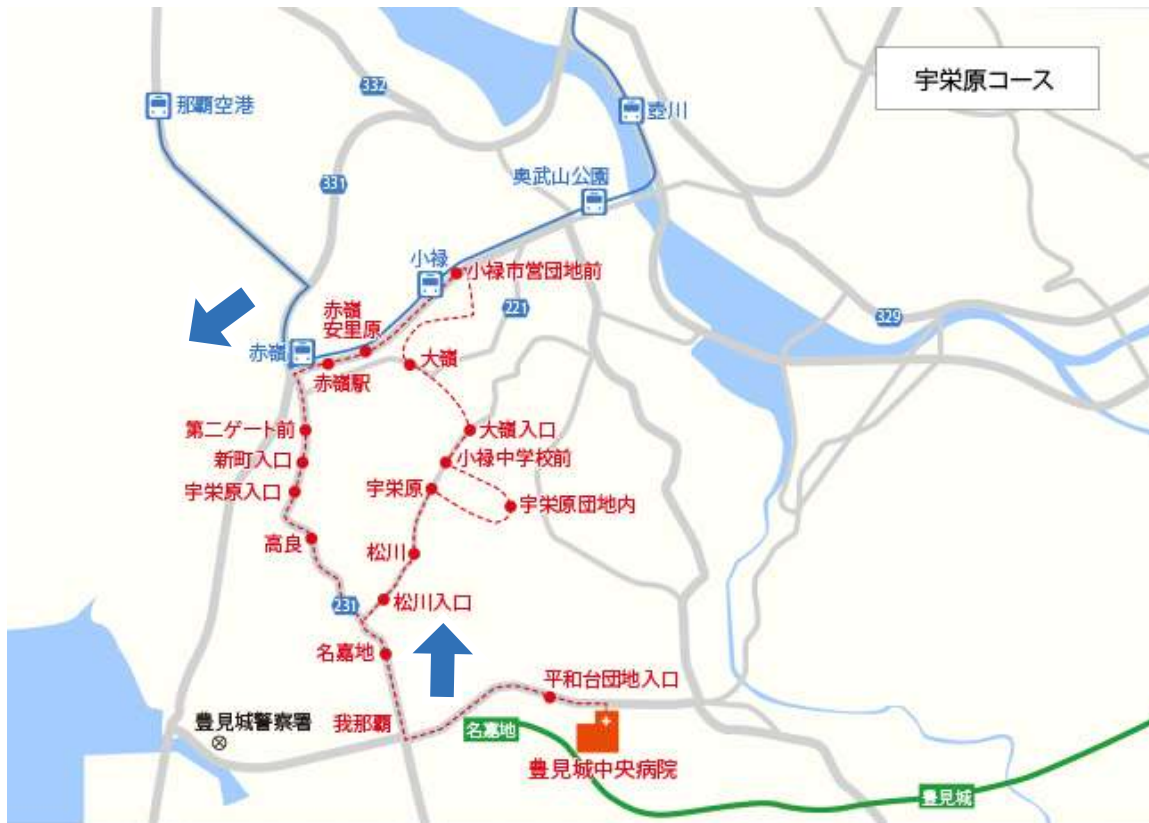 宇栄原コース
332
那覇空港
壺川
奥武山公園
331
小禄
小禄市営団地前
赤嶺
安里原
221
329
赤嶺
大嶺
赤嶺駅
第二ゲート前
大嶺入口
新町入口
小禄中学校前
宇栄原入口
宇栄原
宇栄原団地内
高良
松川
231
松川入口
名嘉地
平和台団地入口
豊見城警察署
我那覇
名嘉地
豊見城中央病院
豊見城